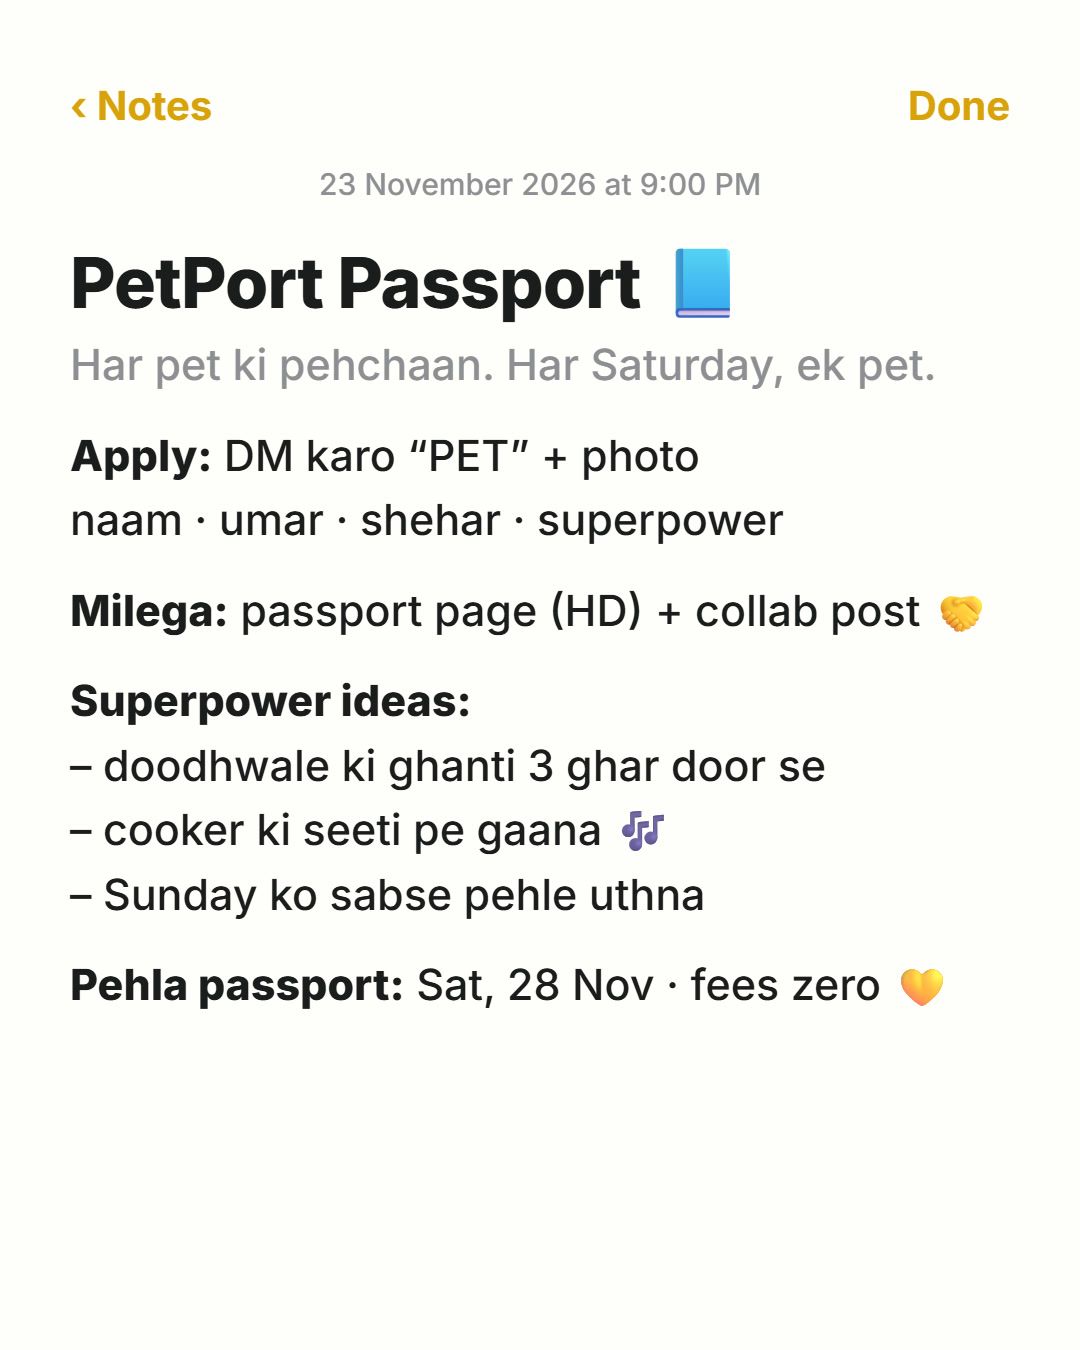 ‹ Notes
Done
23 November 2026 at 9:00 PM
PetPort Passport 📘
Har pet ki pehchaan. Har Saturday, ek pet.
Apply: DM karo “PET” + photo
naam · umar · shehar · superpower
Milega: passport page (HD) + collab post 🤝
Superpower ideas:
– doodhwale ki ghanti 3 ghar door se
– cooker ki seeti pe gaana 🎶
– Sunday ko sabse pehle uthna
Pehla passport: Sat, 28 Nov · fees zero 💛